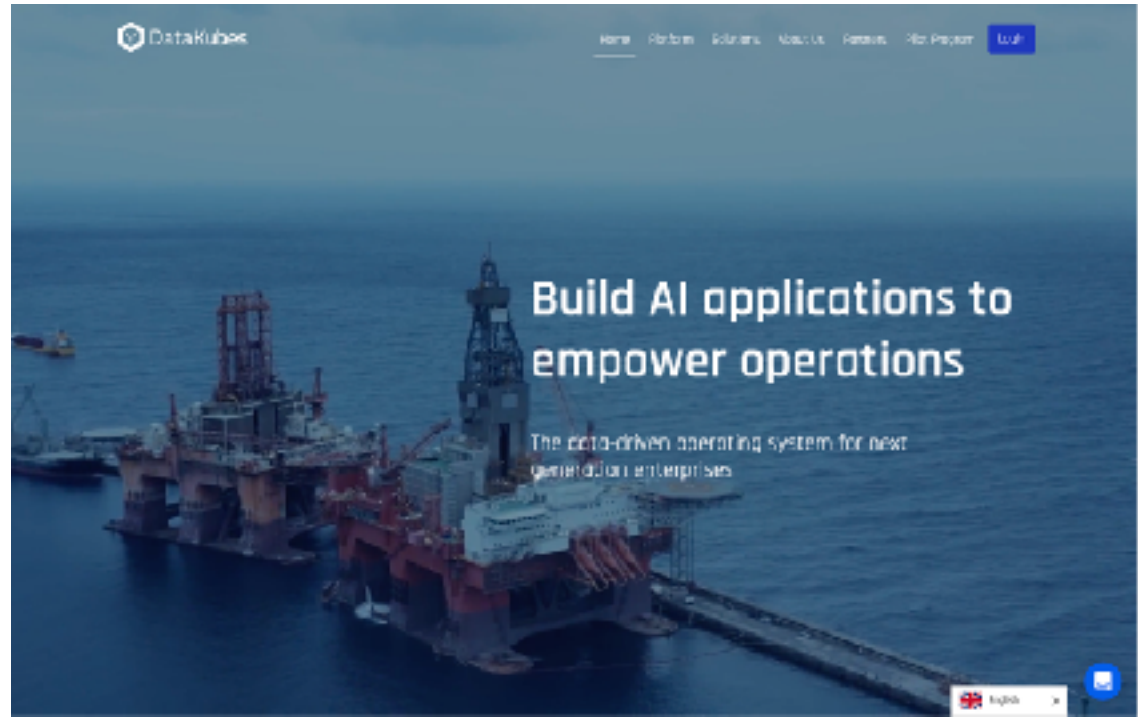 DataKubes
Home Platform Solutions About Us Partners Pilot Program Login
Build AI applications to
empower operations
The data-driven operating system for next
generation enterprises
English